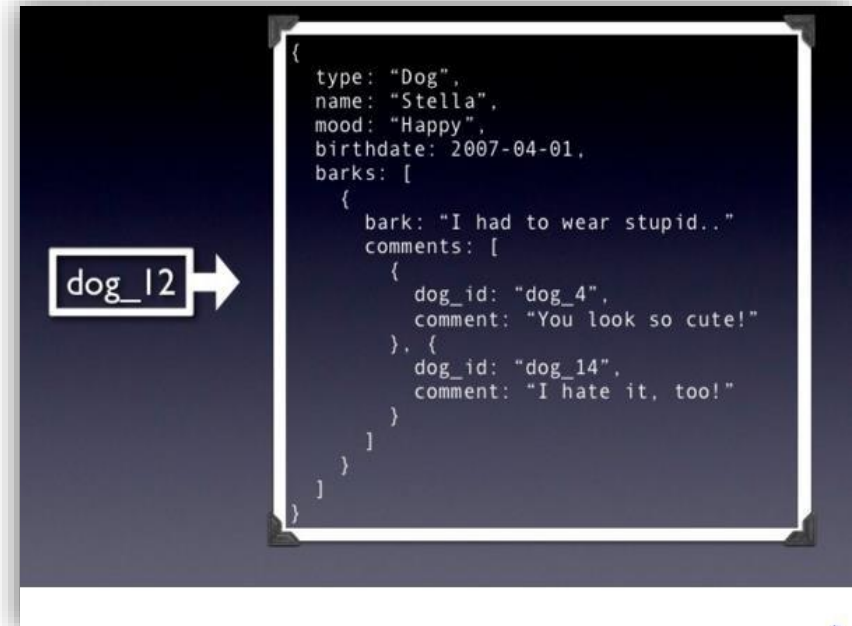 {
type: “Dog”,
name: “Stella”,
mood: “Happy”,
birthdate: 2007-04-01,
barks: [
{
bark: “I had to wear stupid..”
comments: [
{
dog_id: “dog_4”,
comment: “You look so cute!”
}, {
dog_id: “dog_14”,
comment: “I hate it, too!”
}
]
}
]
}
dog_12